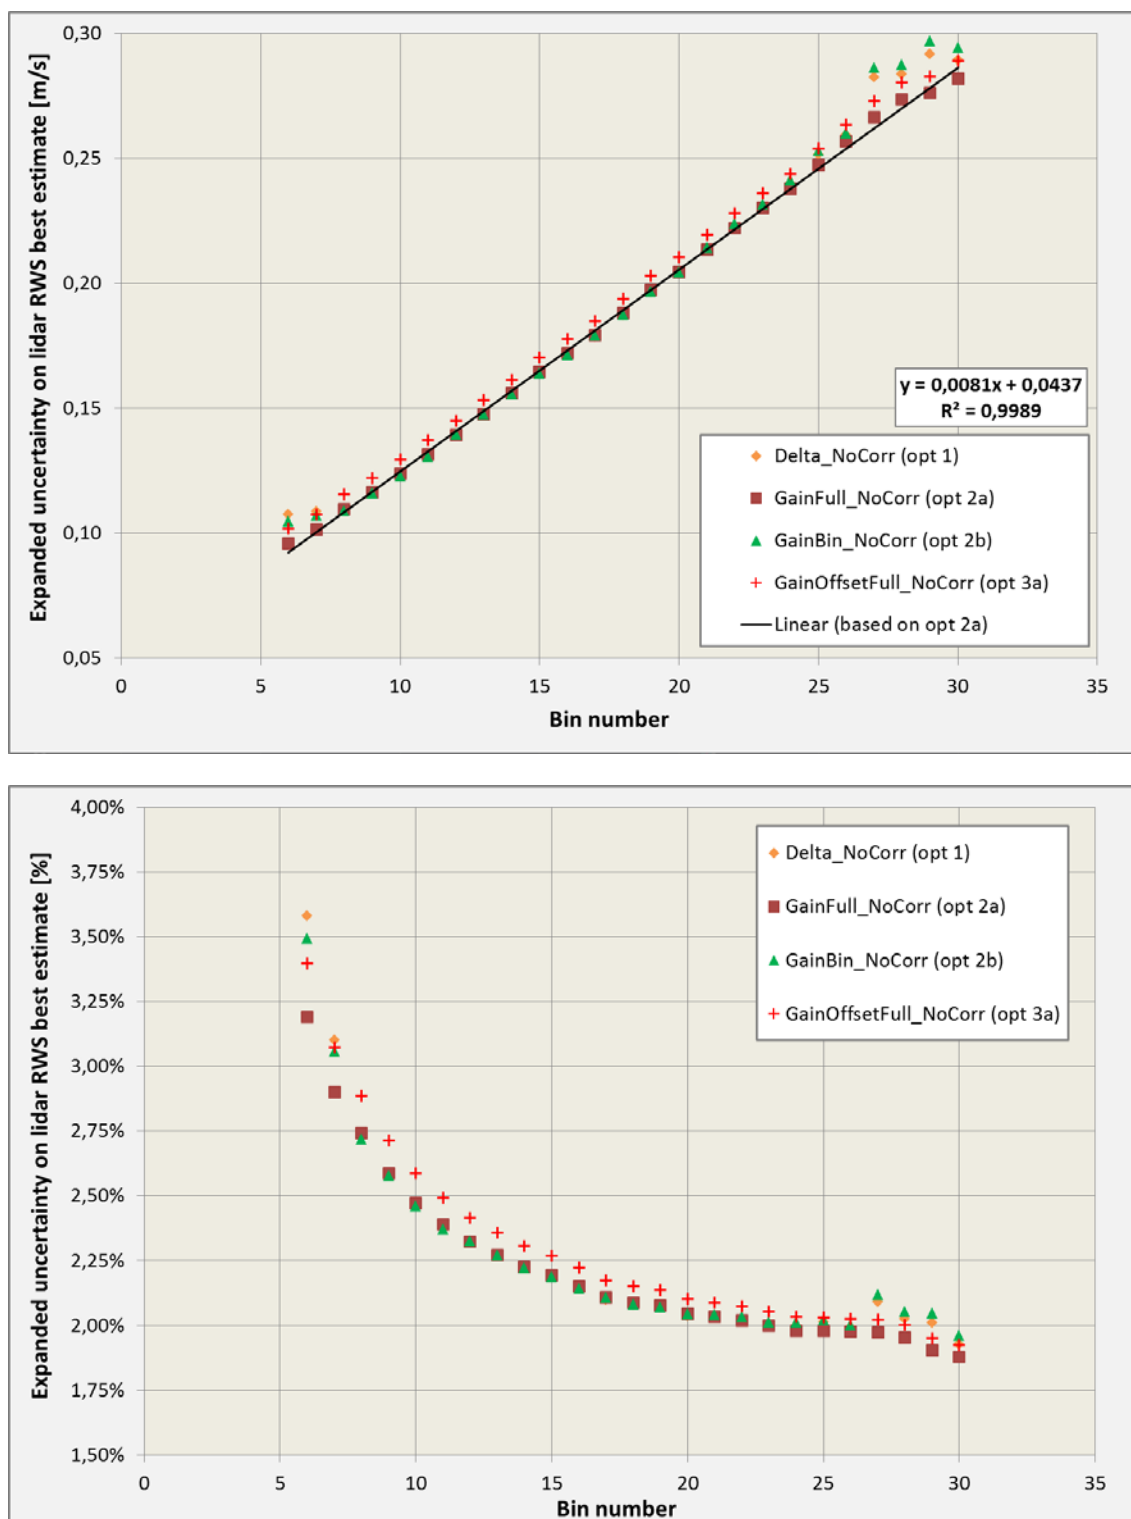 Expanded uncertainty on lidar RWS best estimate [m/s]
0,30
0,25
0,20
0,15
0,10
0,05
y = 0,0081x + 0,0437
R² = 0,9989
Delta_NoCorr (opt 1)
GainFull_NoCorr (opt 2a)
GainBin_NoCorr (opt 2b)
GainOffsetFull_NoCorr (opt 3a)
Linear (based on opt 2a)
0 5 10 15 20 25 30 35
Bin number
Expanded uncertainty on lidar RWS best estimate [%]
4,00%
3,75%
3,50%
3,25%
3,00%
2,75%
2,50%
2,25%
2,00%
1,75%
1,50%
Delta_NoCorr (opt 1)
GainFull_NoCorr (opt 2a)
GainBin_NoCorr (opt 2b)
GainOffsetFull_NoCorr (opt 3a)
0 5 10 15 20 25 30 35
Bin number